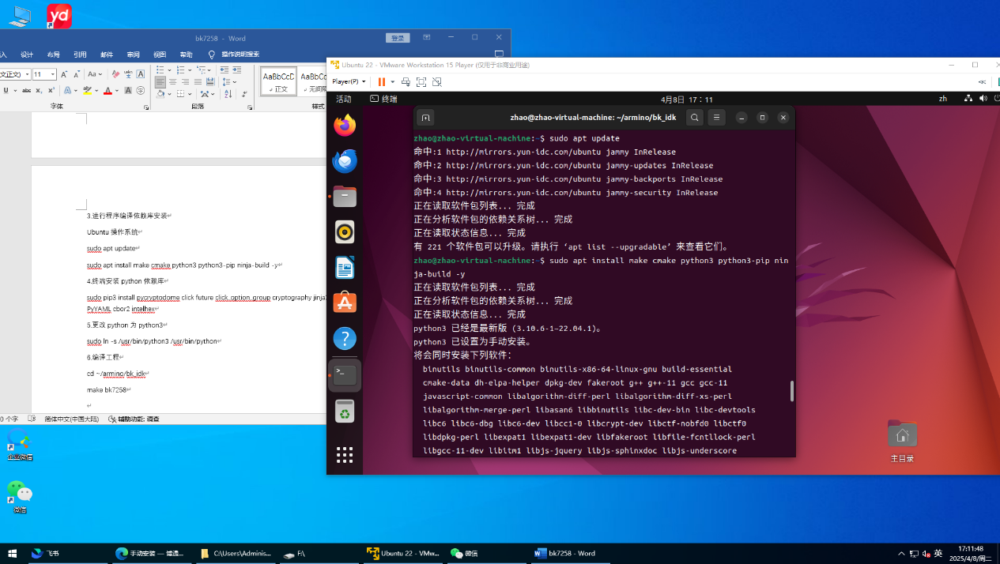 yd
bk7258 - Word
登录
设计 布局 引用 邮件 审阅 视图 帮助 操作说明搜索
11
Aa
字体
段落
样式
AaBbCcC
正文
AaBbC
3.进行程序编译依赖库安装
Ubuntu 操作系统
sudo apt update
sudo apt install make cmake python3 python3-pip ninja-build -y
4.终端安装 python 依赖库
sudo pip3 install pycryptodome click future click_option_group cryptography jinja
PyYAML cbor2 intelhex
5.更改 python 为 python3
sudo ln -s /usr/bin/python3 /usr/bin/python
6.编译工程
cd ~/armino/bk_idk
make bk7258
0 个字 简体中文(中国大陆) 辅助功能: 调查
Ubuntu 22 - VMware Workstation 15 Player (仅用于非商业用途)
Player(P)
活动 终端 4月8日 17：11 zh
zhao@zhao-virtual-machine: ~/armino/bk_idk
zhao@zhao-virtual-machine:~$ sudo apt update
命中:1 http://mirrors.yun-idc.com/ubuntu jammy InRelease
命中:2 http://mirrors.yun-idc.com/ubuntu jammy-updates InRelease
命中:3 http://mirrors.yun-idc.com/ubuntu jammy-backports InRelease
命中:4 http://mirrors.yun-idc.com/ubuntu jammy-security InRelease
正在读取软件包列表... 完成
正在分析软件包的依赖关系树... 完成
正在读取状态信息... 完成
有 221 个软件包可以升级。请执行 ‘apt list --upgradable’ 来查看它们。
zhao@zhao-virtual-machine:~$ sudo apt install make cmake python3 python3-pip nin
ja-build -y
正在读取软件包列表... 完成
正在分析软件包的依赖关系树... 完成
正在读取状态信息... 完成
python3 已经是最新版 (3.10.6-1~22.04.1)。
python3 已设置为手动安装。
将会同时安装下列软件：
binutils binutils-common binutils-x86-64-linux-gnu build-essential
cmake-data dh-elpa-helper dpkg-dev fakeroot g++ g++-11 gcc gcc-11
javascript-common libalgorithm-diff-perl libalgorithm-diff-xs-perl
libalgorithm-merge-perl libasan6 libbinutils libc-dev-bin libc-devtools
libc6 libc6-dbg libc6-dev libcc1-0 libcrypt-dev libctf-nobfd0 libctf0
libdpkg-perl libexpat1 libexpat1-dev libfakeroot libfile-fcntllock-perl
libgcc-11-dev libitm1 libjs-jquery libjs-sphinxdoc libjs-underscore
主目录
企业微信
微信
飞书 手动安装 — 博通... C:\Users\Adminis... F:\ Ubuntu 22 - VMw... 微信 bk7258 - Word
英
17:11:48
2025/4/8/周二